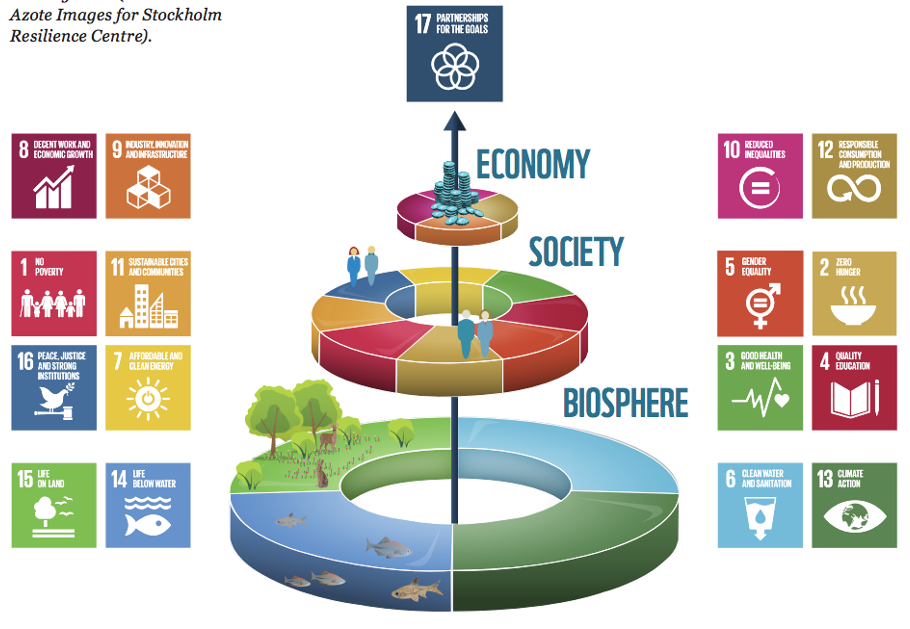 Azote Images for Stockholm
Resilience Centre).
17 PARTNERSHIPS
FOR THE GOALS
ECONOMY
8 DECENT WORK AND
ECONOMIC GROWTH
9 INDUSTRY, INNOVATION
AND INFRASTRUCTURE
10 REDUCED
INEQUALITIES
12 RESPONSIBLE
CONSUMPTION
AND PRODUCTION
SOCIETY
1 NO
POVERTY
11 SUSTAINABLE CITIES
AND COMMUNITIES
5 GENDER
EQUALITY
2 ZERO
HUNGER
16 PEACE, JUSTICE
AND STRONG
INSTITUTIONS
7 AFFORDABLE AND
CLEAN ENERGY
3 GOOD HEALTH
AND WELL-BEING
4 QUALITY
EDUCATION
BIOSPHERE
15 LIFE
ON LAND
14 LIFE
BELOW WATER
6 CLEAN WATER
AND SANITATION
13 CLIMATE
ACTION